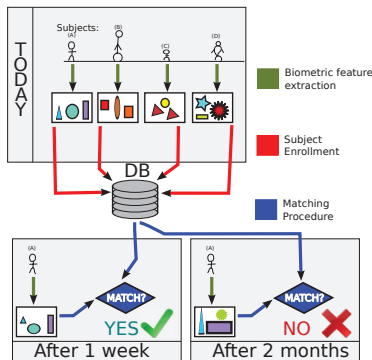 TODAY
Subjects:
(A)
(B)
(C)
(D)
Biometric feature
extraction
Subject
Enrollment
DB
Matching
Procedure
(A)
MATCH?
YES
After 1 week
(A)
MATCH?
NO
After 2 months